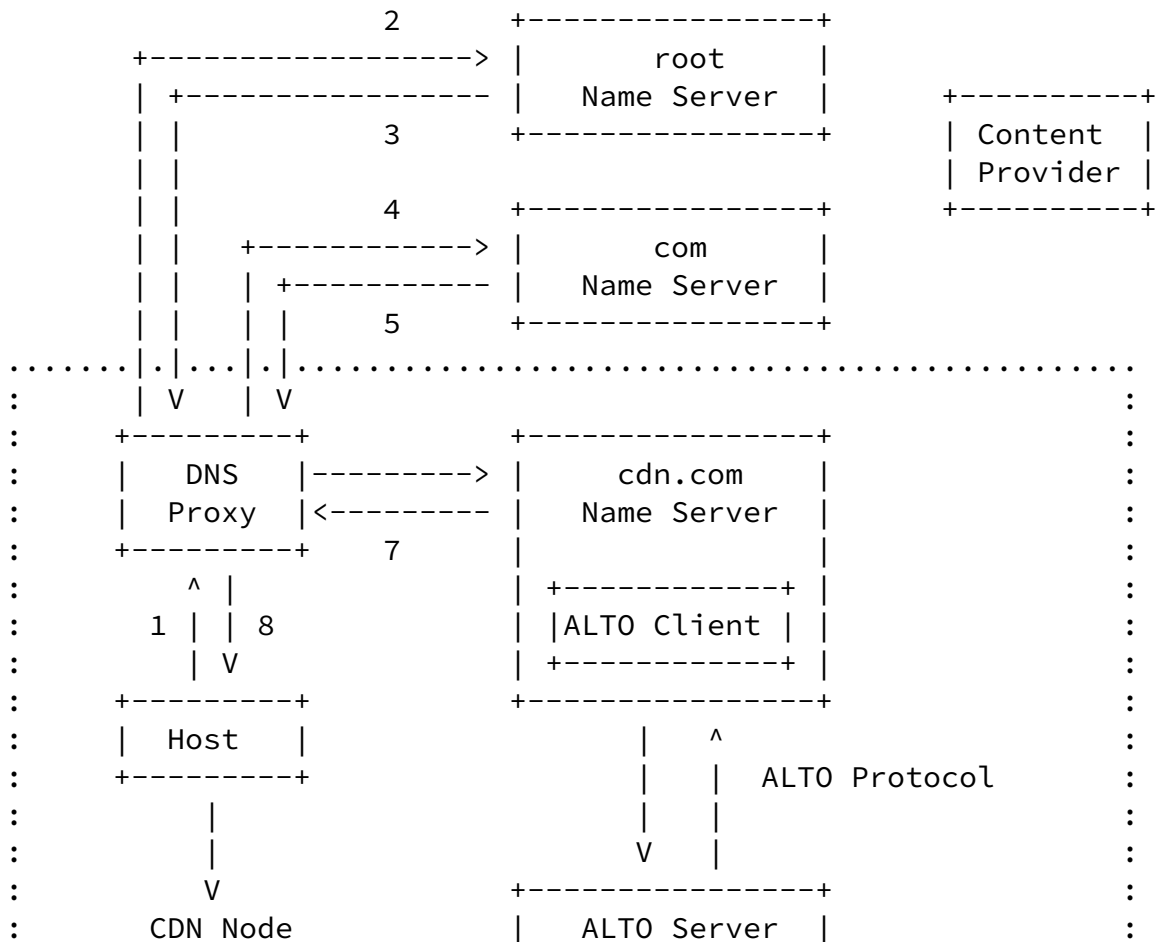 2
root
Name Server
3
Content
Provider
4
com
Name Server
5
V V
DNS cdn.com
Proxy Name Server
7
^
1 8 ALTO Client
V
Host ^
ALTO Protocol
V
V
CDN Node ALTO Server